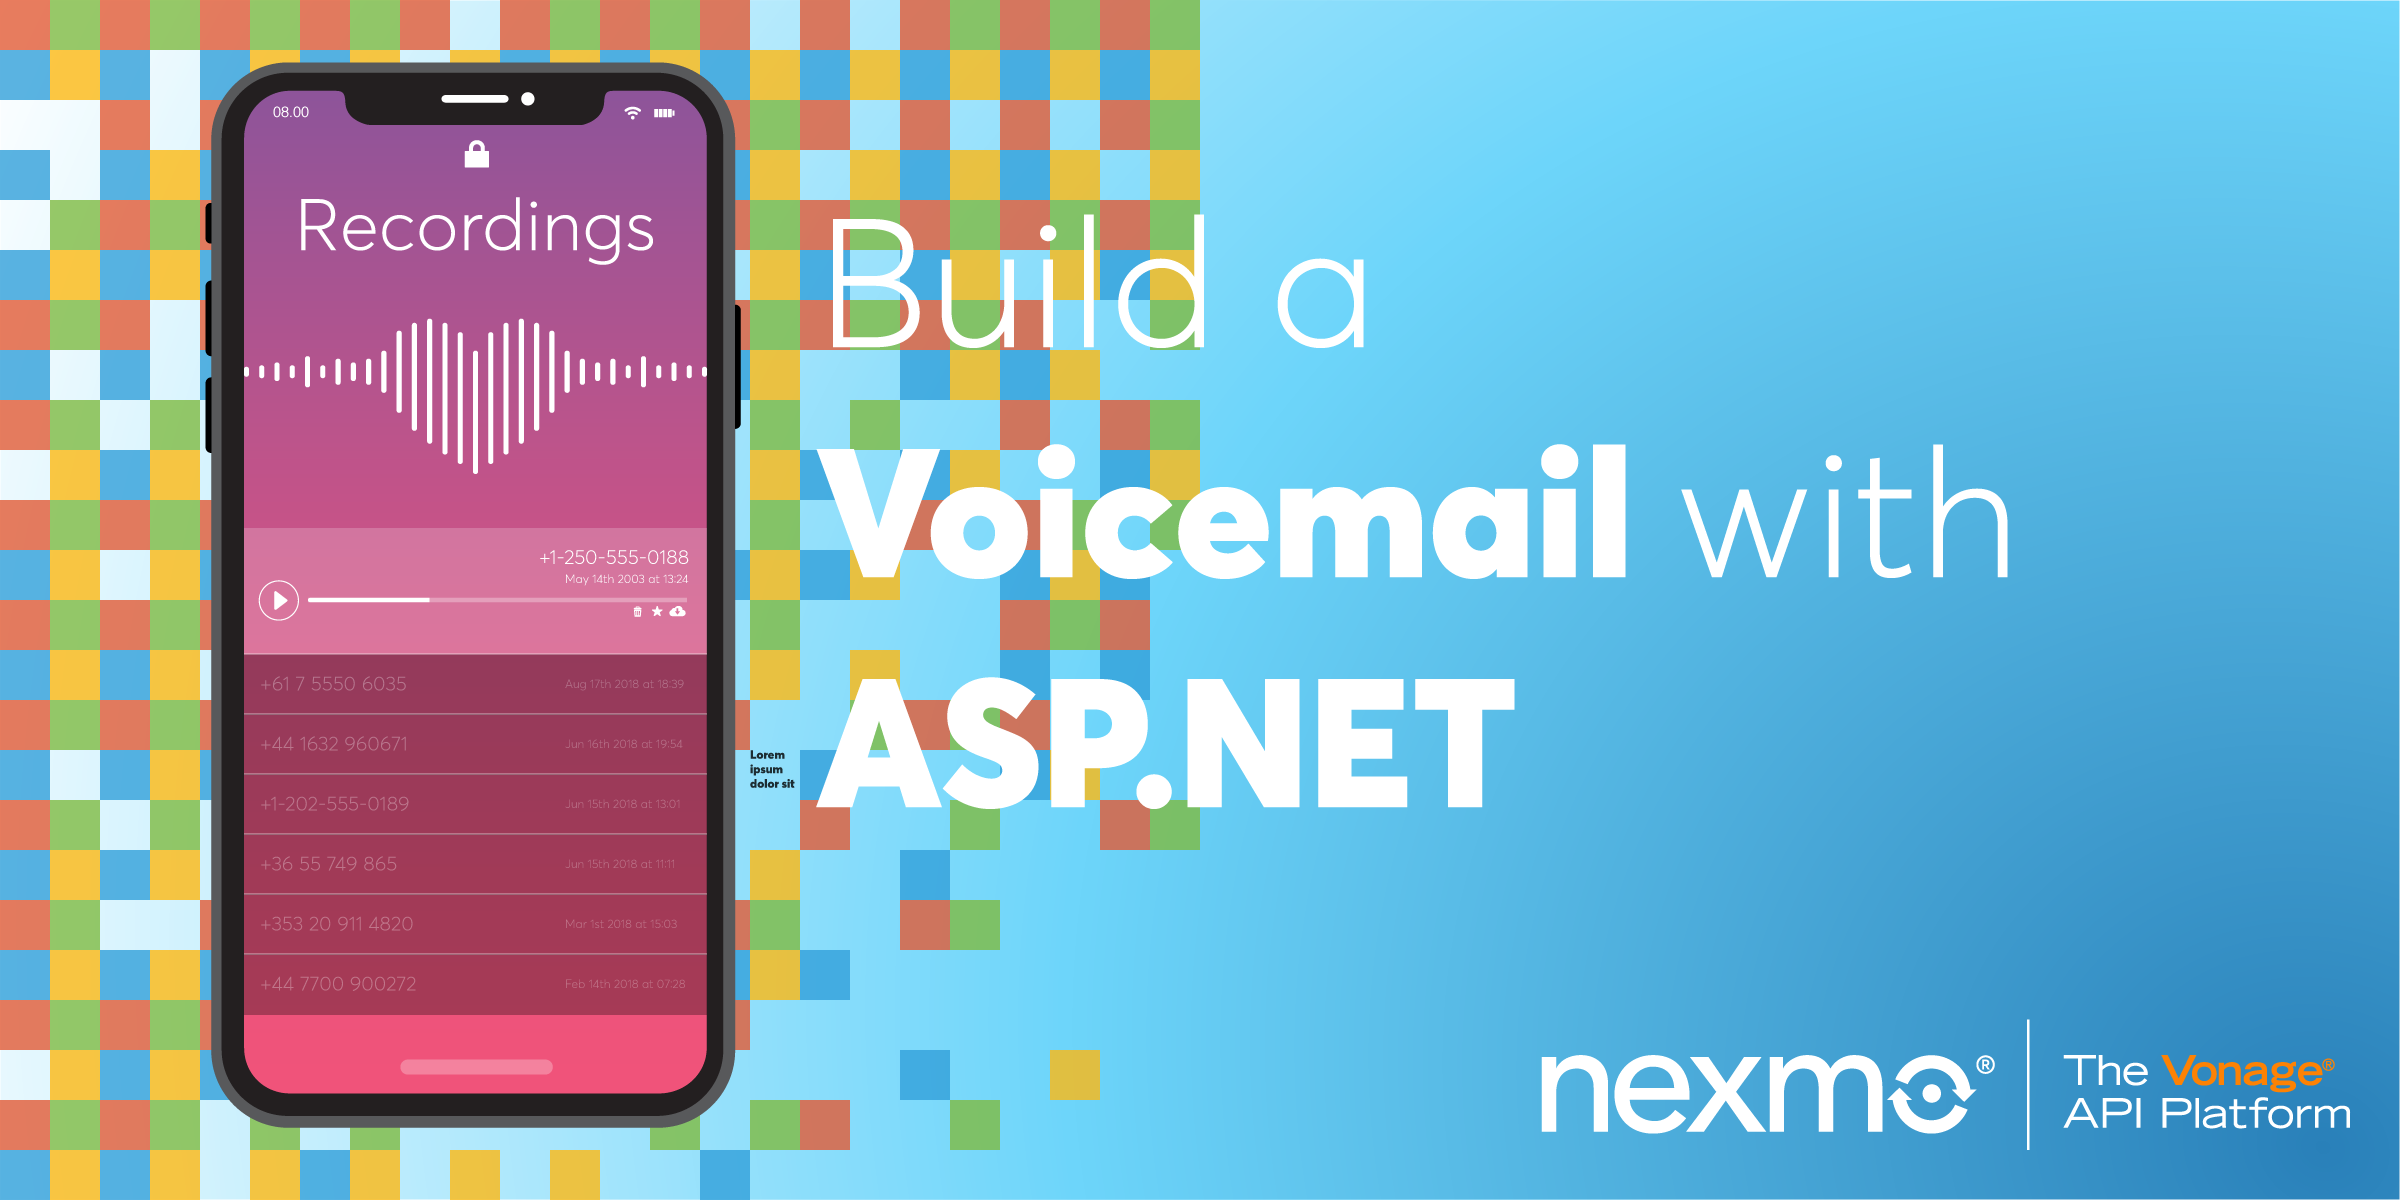 08.00
Recordings
+1-250-555-0188
May 14th 2003 at 13:24
+61 7 5550 6035 Aug 17th 2018 at 18:39
+44 1632 960671 Jun 16th 2018 at 19:54
+1-202-555-0189 Jun 15th 2018 at 13:01
+36 55 749 865 Jun 15th 2018 at 11:11
+353 20 911 4820 Mar 1st 2018 at 15:03
+44 7700 900272 Feb 14th 2018 at 07:28
Lorem
ipsum
dolor sit
Build a
Voicemail with
ASP.NET
nexmo®
The Vonage®
API Platform